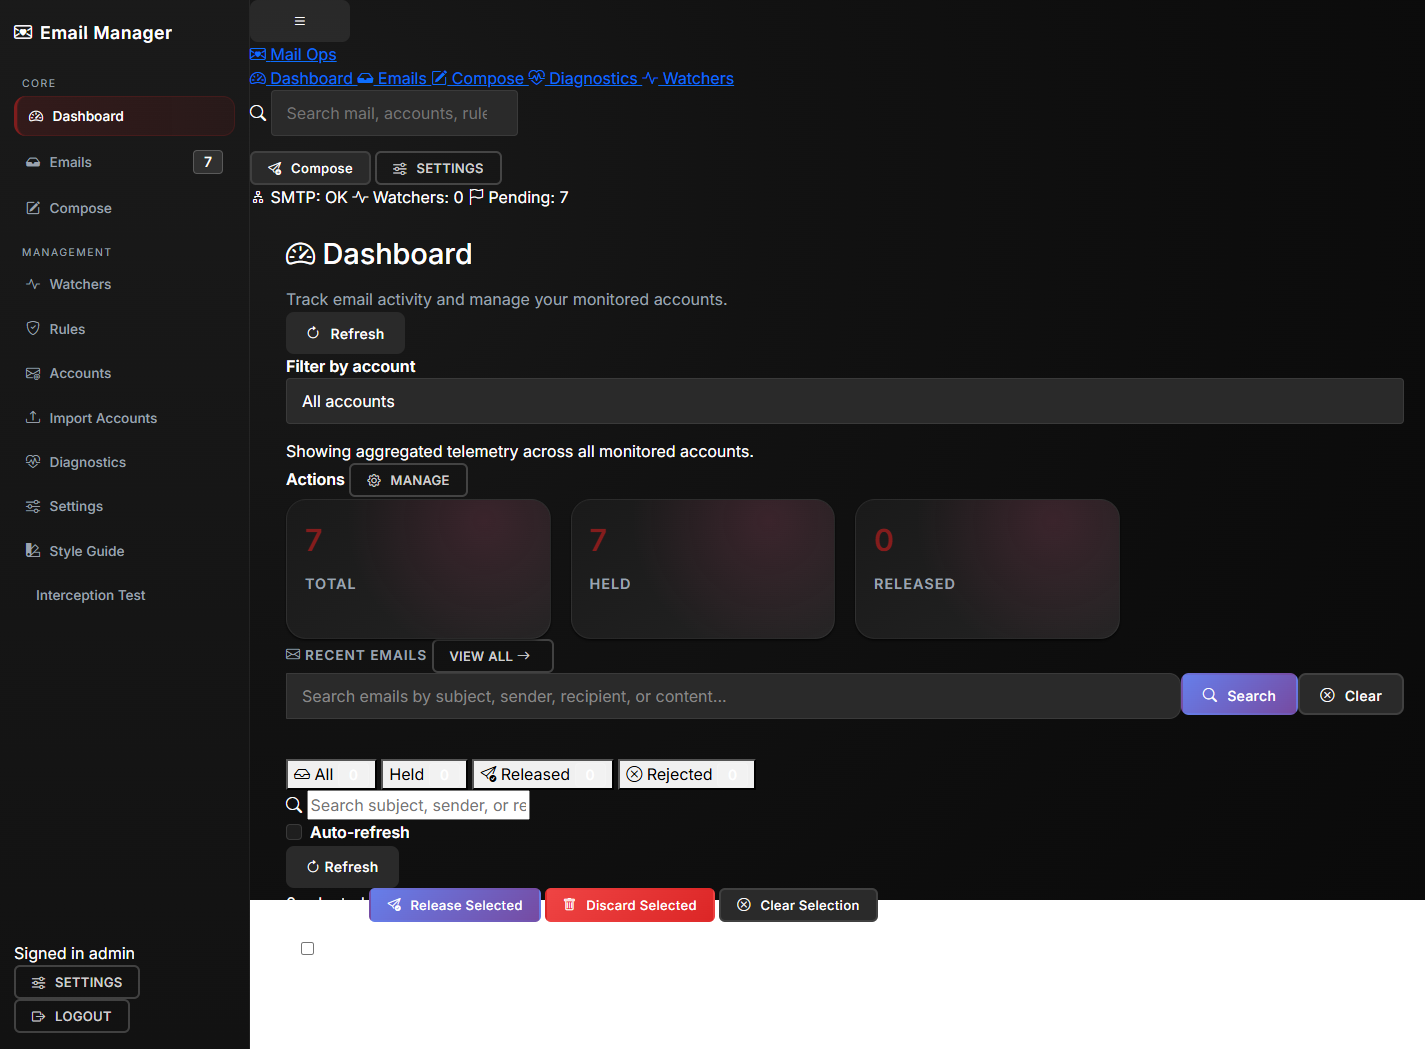 Email Manager
CORE
Dashboard
Emails 7
Compose
MANAGEMENT
Watchers
Rules
Accounts
Import Accounts
Diagnostics
Settings
Style Guide
Interception Test
Signed in admin
SETTINGS
LOGOUT
Mail Ops
Dashboard Emails Compose Diagnostics Watchers
Search mail, accounts, rule
Compose SETTINGS
SMTP: OK Watchers: 0 Pending: 7
Dashboard
Track email activity and manage your monitored accounts.
Refresh
Filter by account
All accounts
Showing aggregated telemetry across all monitored accounts.
Actions MANAGE
7 7 0
TOTAL HELD RELEASED
RECENT EMAILS VIEW ALL →
Search emails by subject, sender, recipient, or content... Search Clear
All 0 Held 0 Released 0 Rejected 0
Search subject, sender, or re
Auto-refresh
Refresh
Release Selected Discard Selected Clear Selection